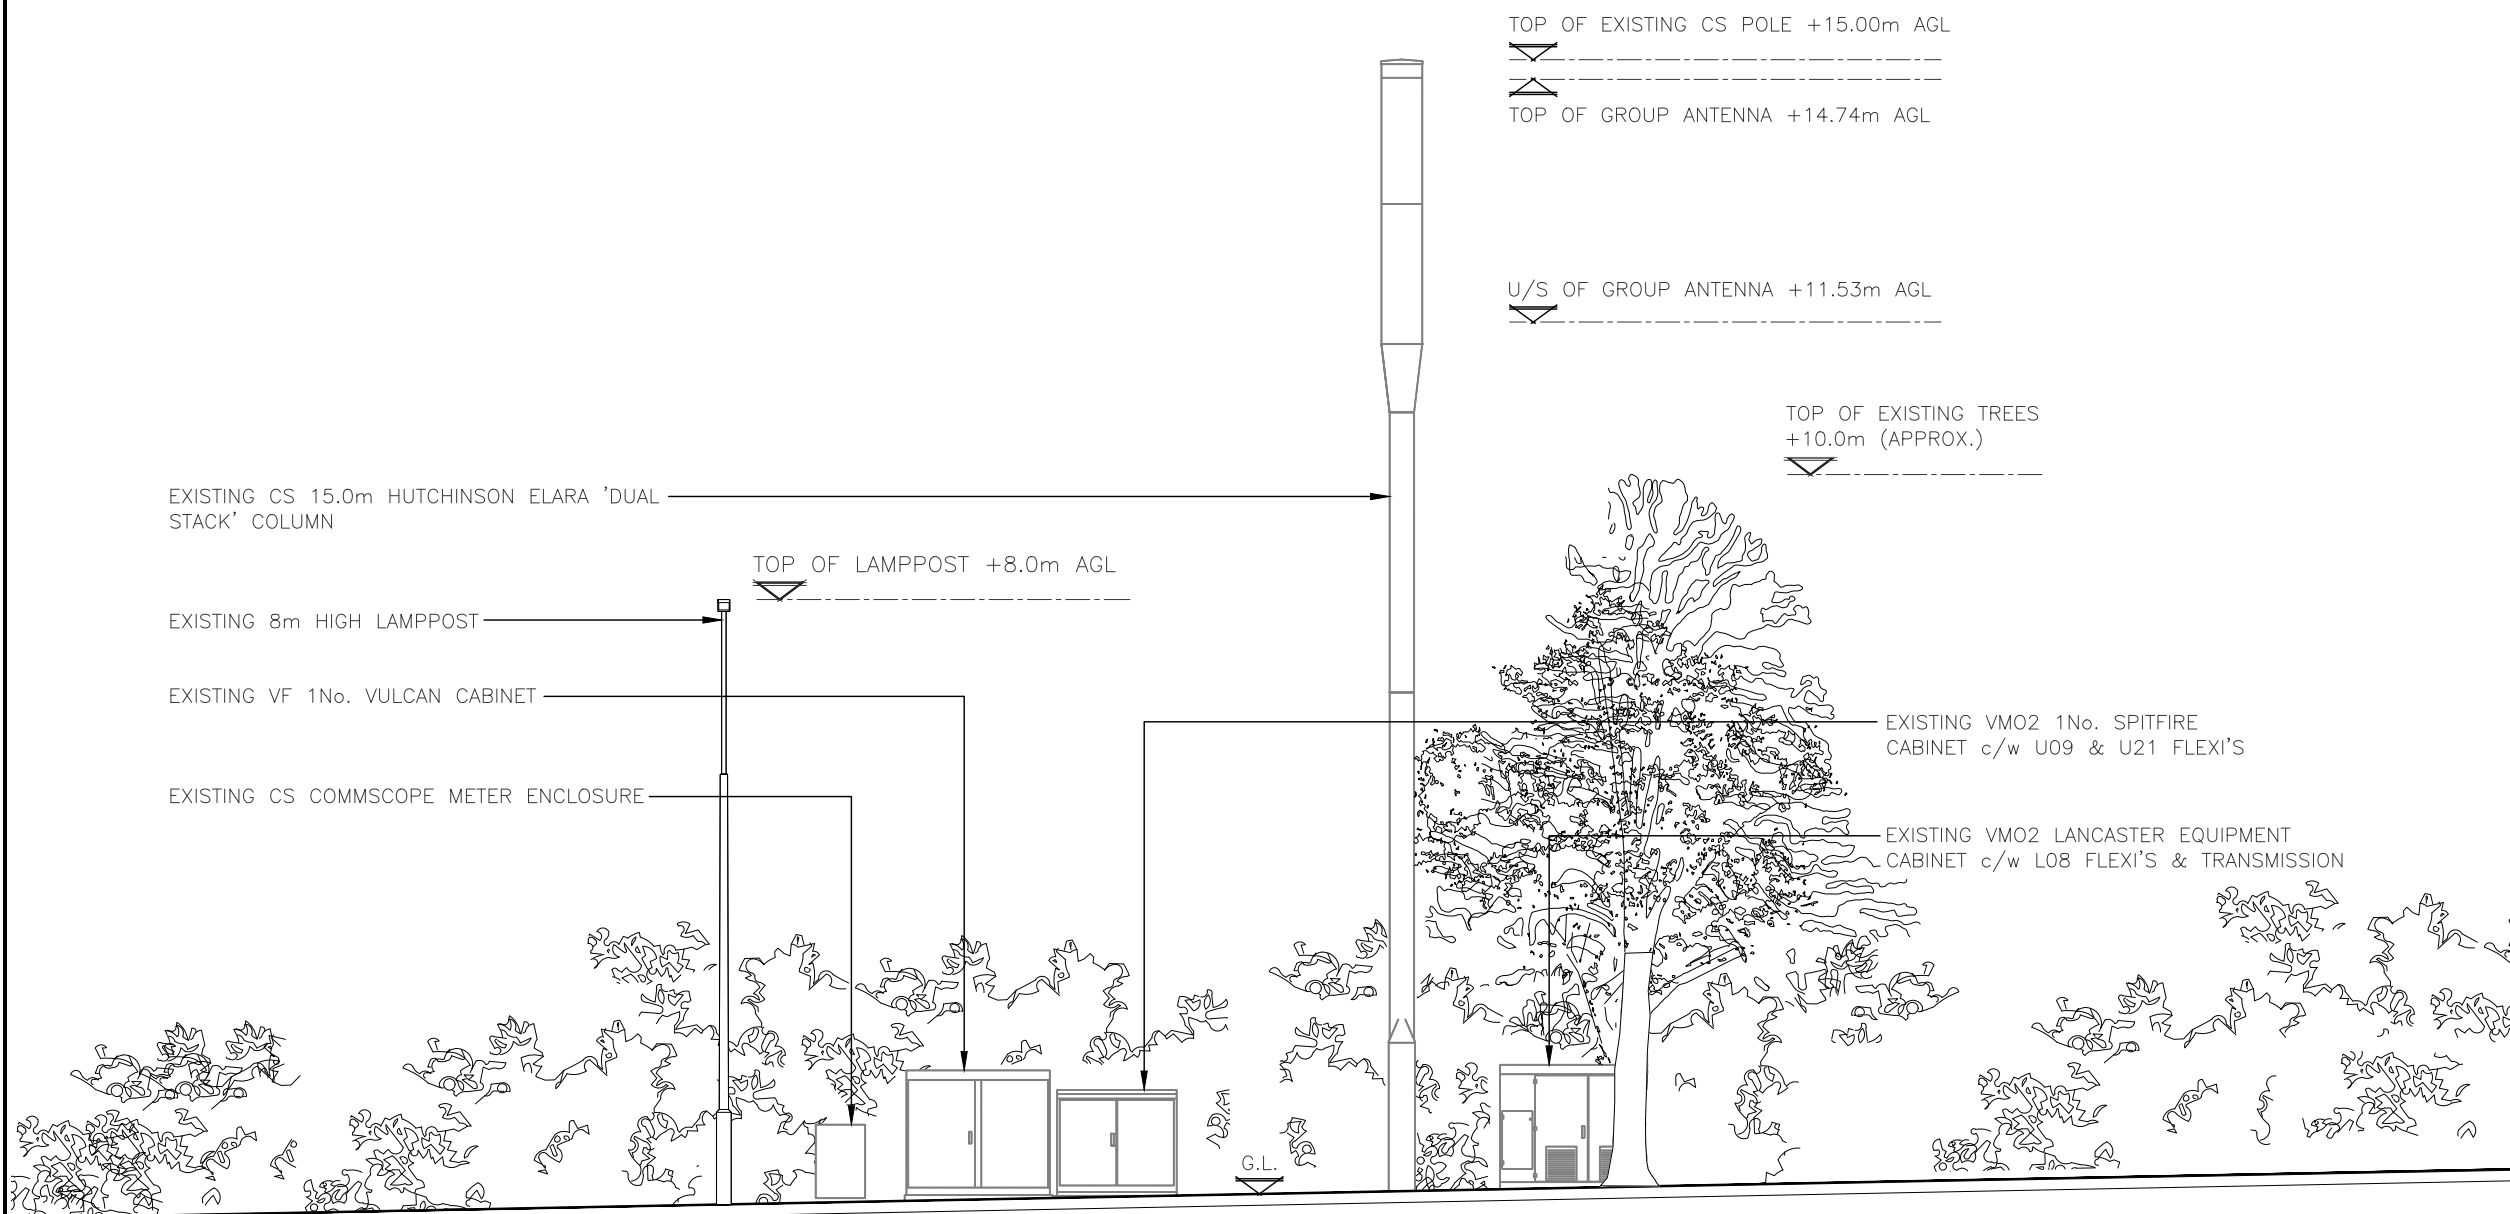 TOP OF EXISTING CS POLE +15.00m AGL
TOP OF GROUP ANTENNA +14.74m AGL
U/S OF GROUP ANTENNA +11.53m AGL
TOP OF EXISTING TREES
+10.0m (APPROX.)
EXISTING CS 15.0m HUTCHINSON ELARA 'DUAL
STACK' COLUMN
TOP OF LAMPPOST +8.0m AGL
EXISTING 8m HIGH LAMPPOST
EXISTING VF 1No. VULCAN CABINET
EXISTING VMO2 1No. SPITFIRE
CABINET c/w U09 & U21 FLEXI'S
EXISTING CS COMMSCOPE METER ENCLOSURE
EXISTING VMO2 LANCASTER EQUIPMENT
CABINET c/w L08 FLEXI'S & TRANSMISSION
G.L.